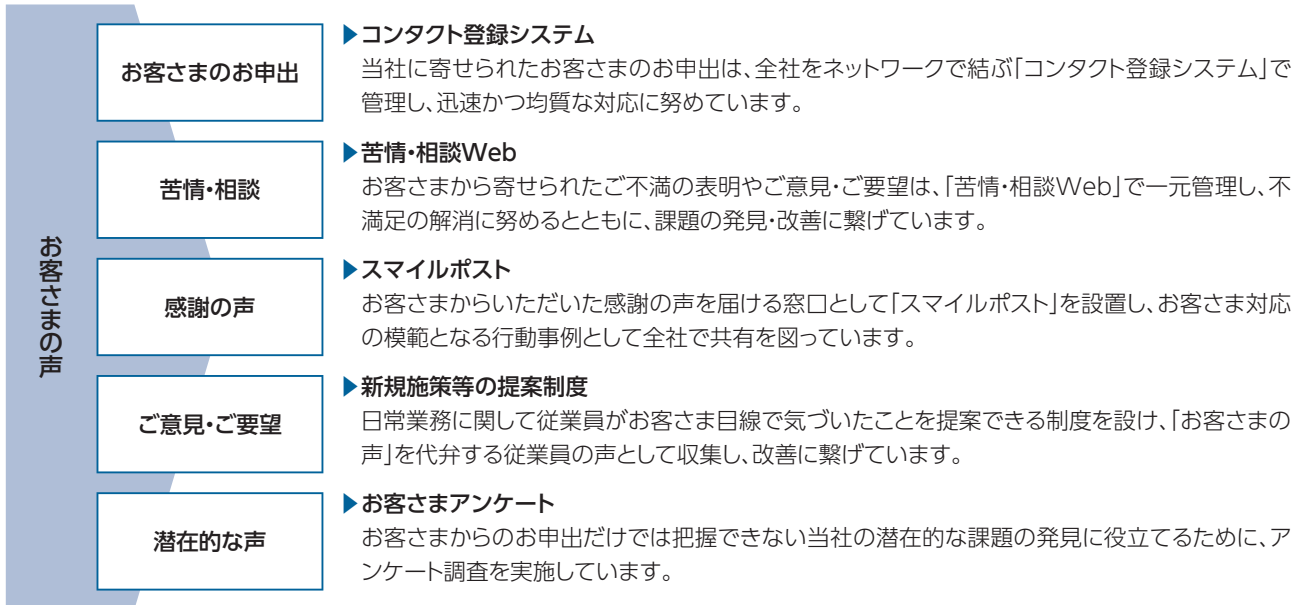 お客さまの声
お客さまのお申出
▶コンタクト登録システム
当社に寄せられたお客さまのお申出は、全社をネットワークで結ぶ「コンタクト登録システム」で
管理し、迅速かつ均質な対応に努めています。
苦情・相談
▶苦情・相談Web
お客さまから寄せられたご不満の表明やご意見・ご要望は、「苦情・相談Web」で一元管理し、不
満足の解消に努めるとともに、課題の発見・改善に繋げています。
感謝の声
▶スマイルポスト
お客さまからいただいた感謝の声を届ける窓口として「スマイルポスト」を設置し、お客さま対応
の模範となる行動事例として全社で共有を図っています。
ご意見・ご要望
▶新規施策等の提案制度
日常業務に関して従業員がお客さま目線で気づいたことを提案できる制度を設け、「お客さまの
声」を代弁する従業員の声として収集し、改善に繋げています。
潜在的な声
▶お客さまアンケート
お客さまからのお申出だけでは把握できない当社の潜在的な課題の発見に役立てるために、ア
ンケート調査を実施しています。